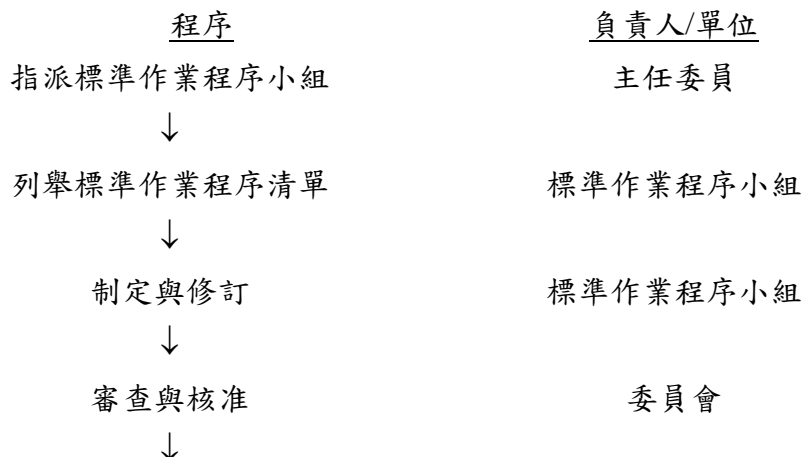 程序 負責人/單位
指派標準作業程序小組 主任委員
↓
列舉標準作業程序清單 標準作業程序小組
↓
制定與修訂 標準作業程序小組
↓
審查與核准 委員會
↓